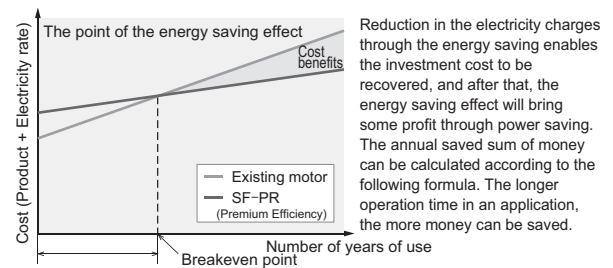 The point of the energy saving effect
Cost (Product + Electricity rate)
Cost
benefits
Existing motor
SF-PR
(Premium Efficiency)
Number of years of use
Breakeven point
Reduction in the electricity charges
through the energy saving enables
the investment cost to be
recovered, and after that, the
energy saving effect will bring
some profit through power saving.
The annual saved sum of money
can be calculated according to the
following formula. The longer
operation time in an application,
the more money can be saved.